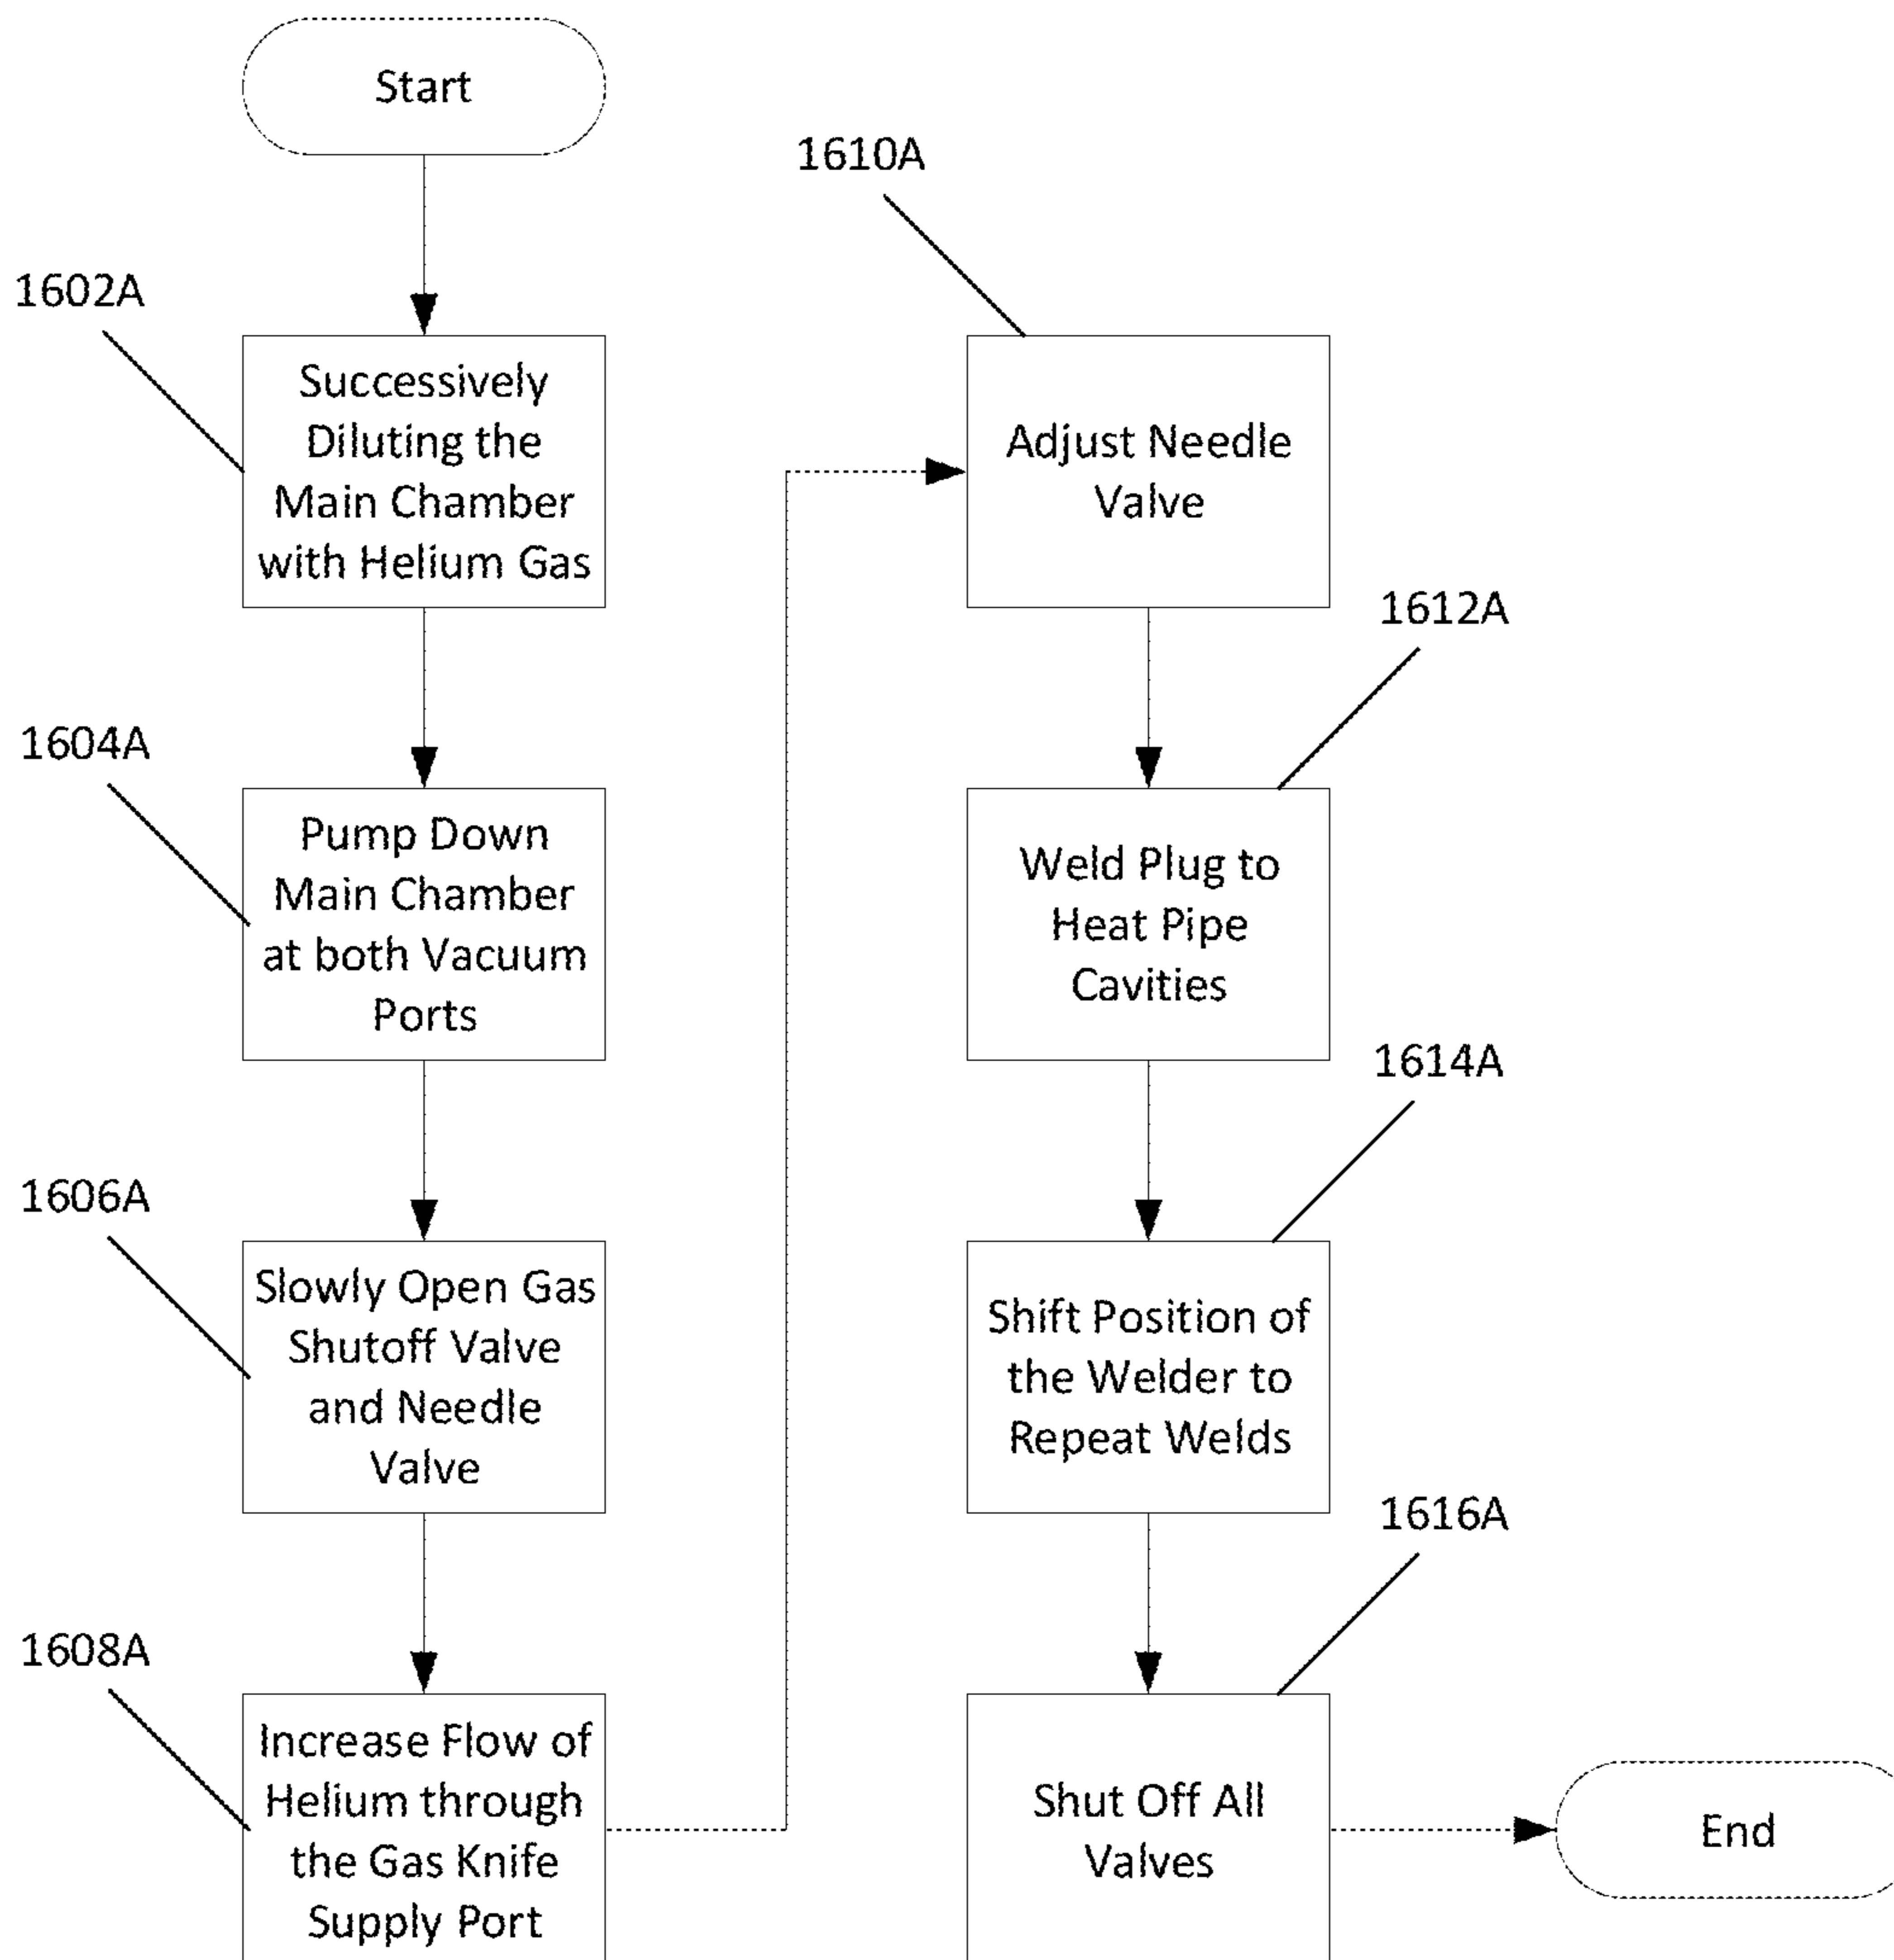 Start
1602A
Successively
Diluting the
Main Chamber
with Helium Gas
1604A
Pump Down
Main Chamber
at both Vacuum
Ports
1606A
Slowly Open Gas
Shutoff Valve
and Needle
Valve
1608A
Increase Flow of
Helium through
the Gas Knife
Supply Port
1610A
Adjust Needle
Valve
1612A
Weld Plug to
Heat Pipe
Cavities
1614A
Shift Position of
the Welder to
Repeat Welds
1616A
Shut Off All
Valves
End